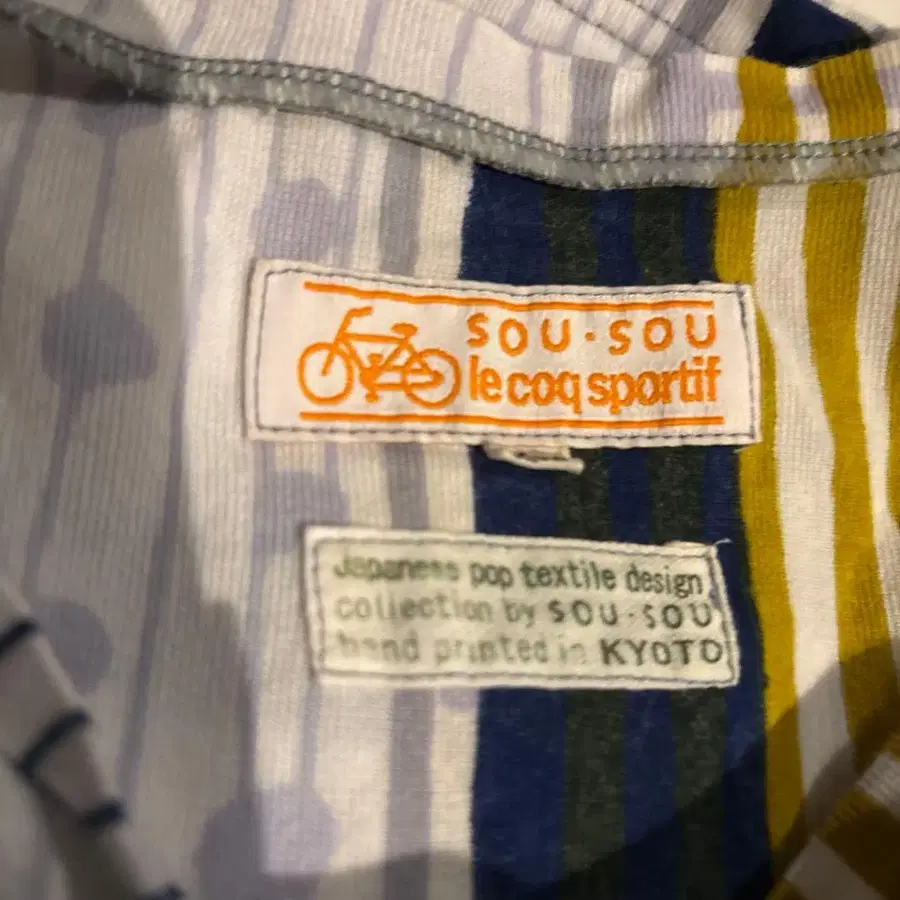 SOU・SOU
le coq sportif
Japanese pop textile design
collection by SOU・SOU
hand printed in KYOTO